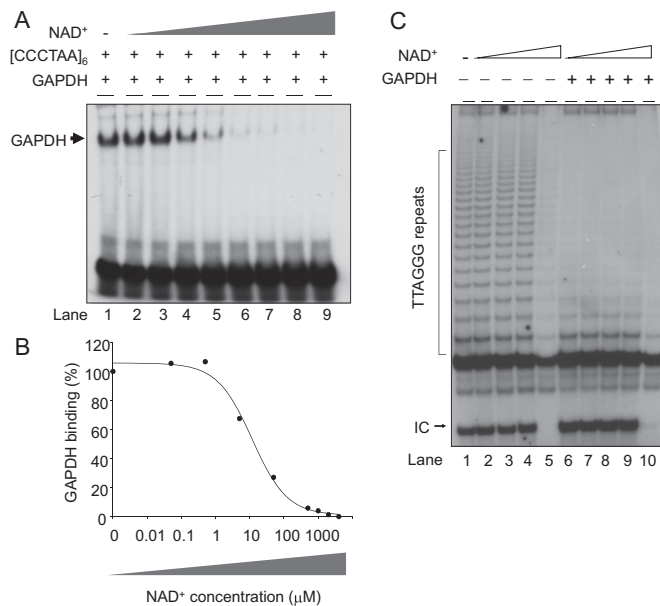 A
NAD⁺ -
[CCCTAA]₆ + + + + + + + + +
GAPDH + + + + + + + + +
GAPDH
Lane 1 2 3 4 5 6 7 8 9
B
GAPDH binding (%)
120
100
80
60
40
20
0
0 0.01 0.1 1 10 100 1000
NAD⁺ concentration (μM)
C
NAD⁺ -
GAPDH – – – – – + + + + +
TTAGGG repeats
IC
Lane 1 2 3 4 5 6 7 8 9 10